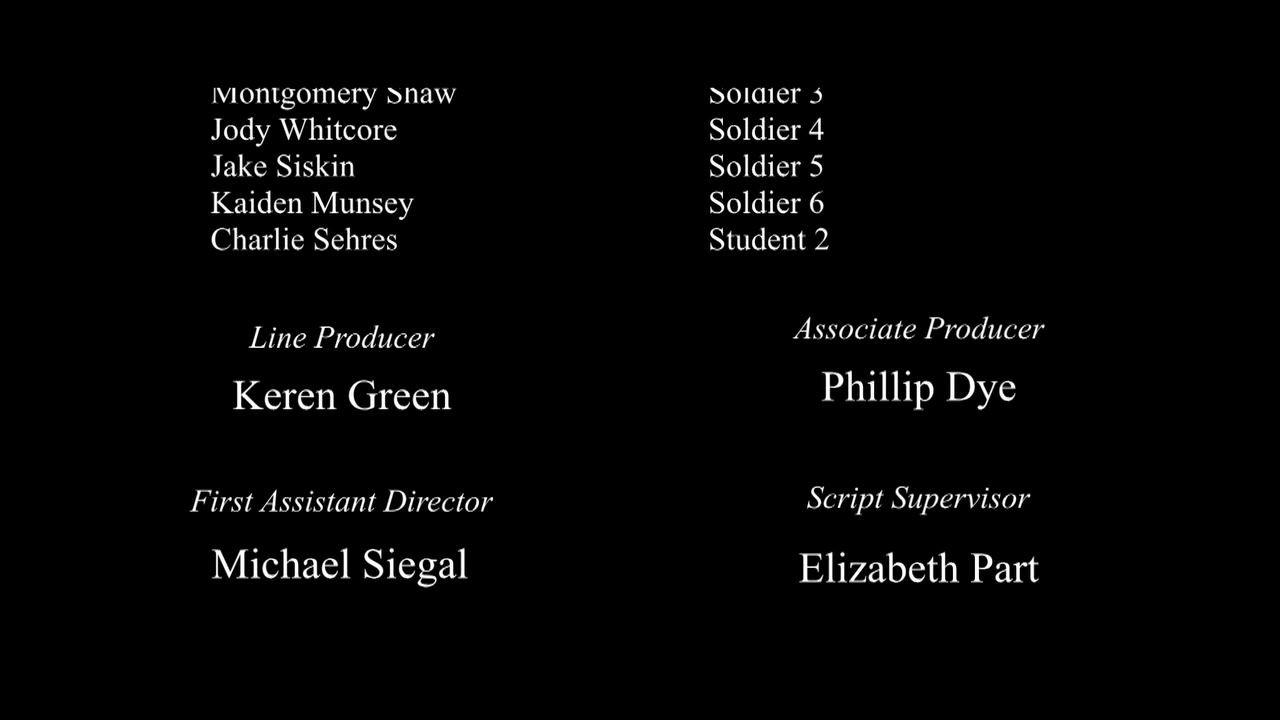 Montgomery Shaw Soldier 3
Jody Whitcore Soldier 4
Jake Siskin Soldier 5
Kaiden Munsey Soldier 6
Charlie Sehres Student 2
Line Producer
Keren Green
Associate Producer
Phillip Dye
First Assistant Director
Michael Siegal
Script Supervisor
Elizabeth Part